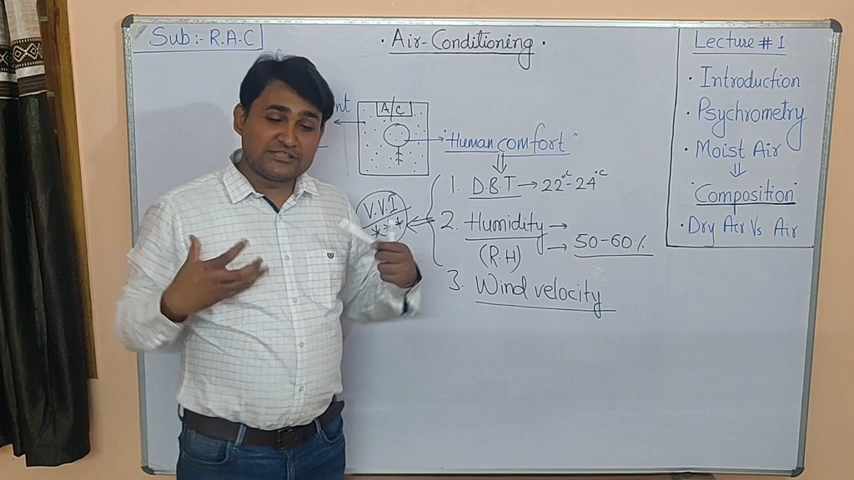 Sub:- R.A.C
· Air-Conditioning ·
nt
A/C
"Human comfort"
1. D.B.T → 22°C-24°C
V.V.I
2. Humidity →
(R.H) → 50-60%
3. Wind velocity
Lecture # 1
· Introduction
· Psychrometry
· Moist Air
⇓
"Composition"
· Dry Air Vs Air